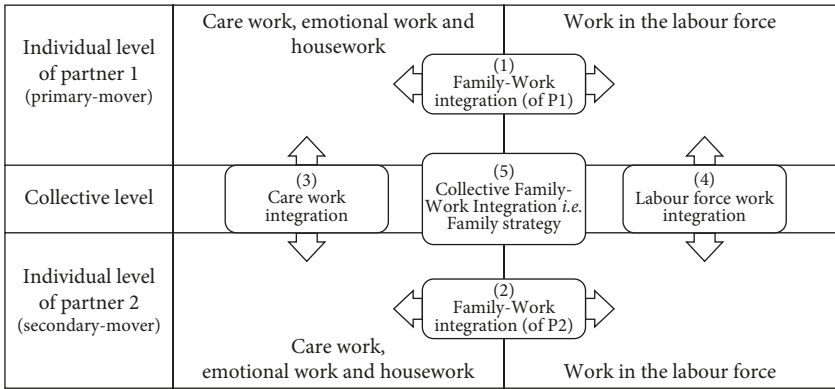 Individual level
of partner 1
(primary-mover)
Care work, emotional work and
housework
Work in the labour force
(1)
Family-Work
integration (of P1)
Collective level
(3)
Care work
integration
(5)
Collective Family-
Work Integration i.e.
Family strategy
(4)
Labour force work
integration
Individual level
of partner 2
(secondary-mover)
(2)
Family-Work
integration (of P2)
Care work,
emotional work and housework
Work in the labour force